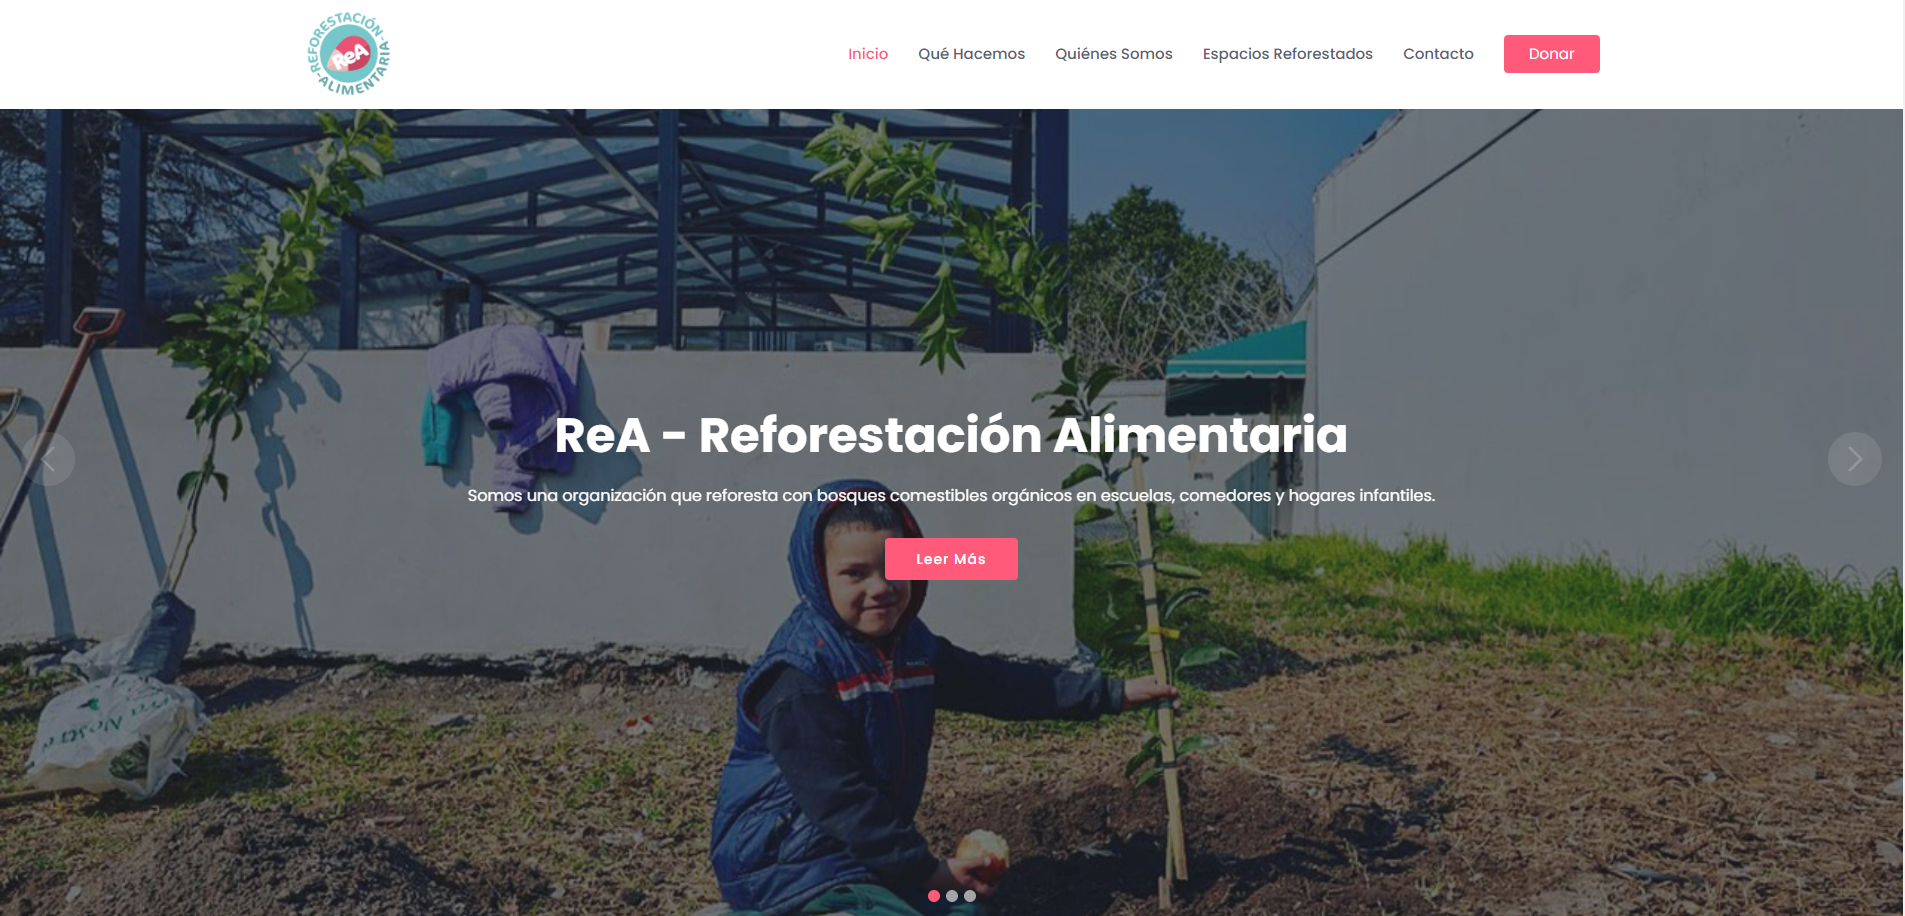 REFORESTACIÓN-
ReA
-ALIMENTARIA
Inicio
Qué Hacemos
Quiénes Somos
Espacios Reforestados
Contacto
Donar
ReA - Reforestación Alimentaria
Somos una organización que reforesta con bosques comestibles orgánicos en escuelas, comedores y hogares infantiles.
Leer Más